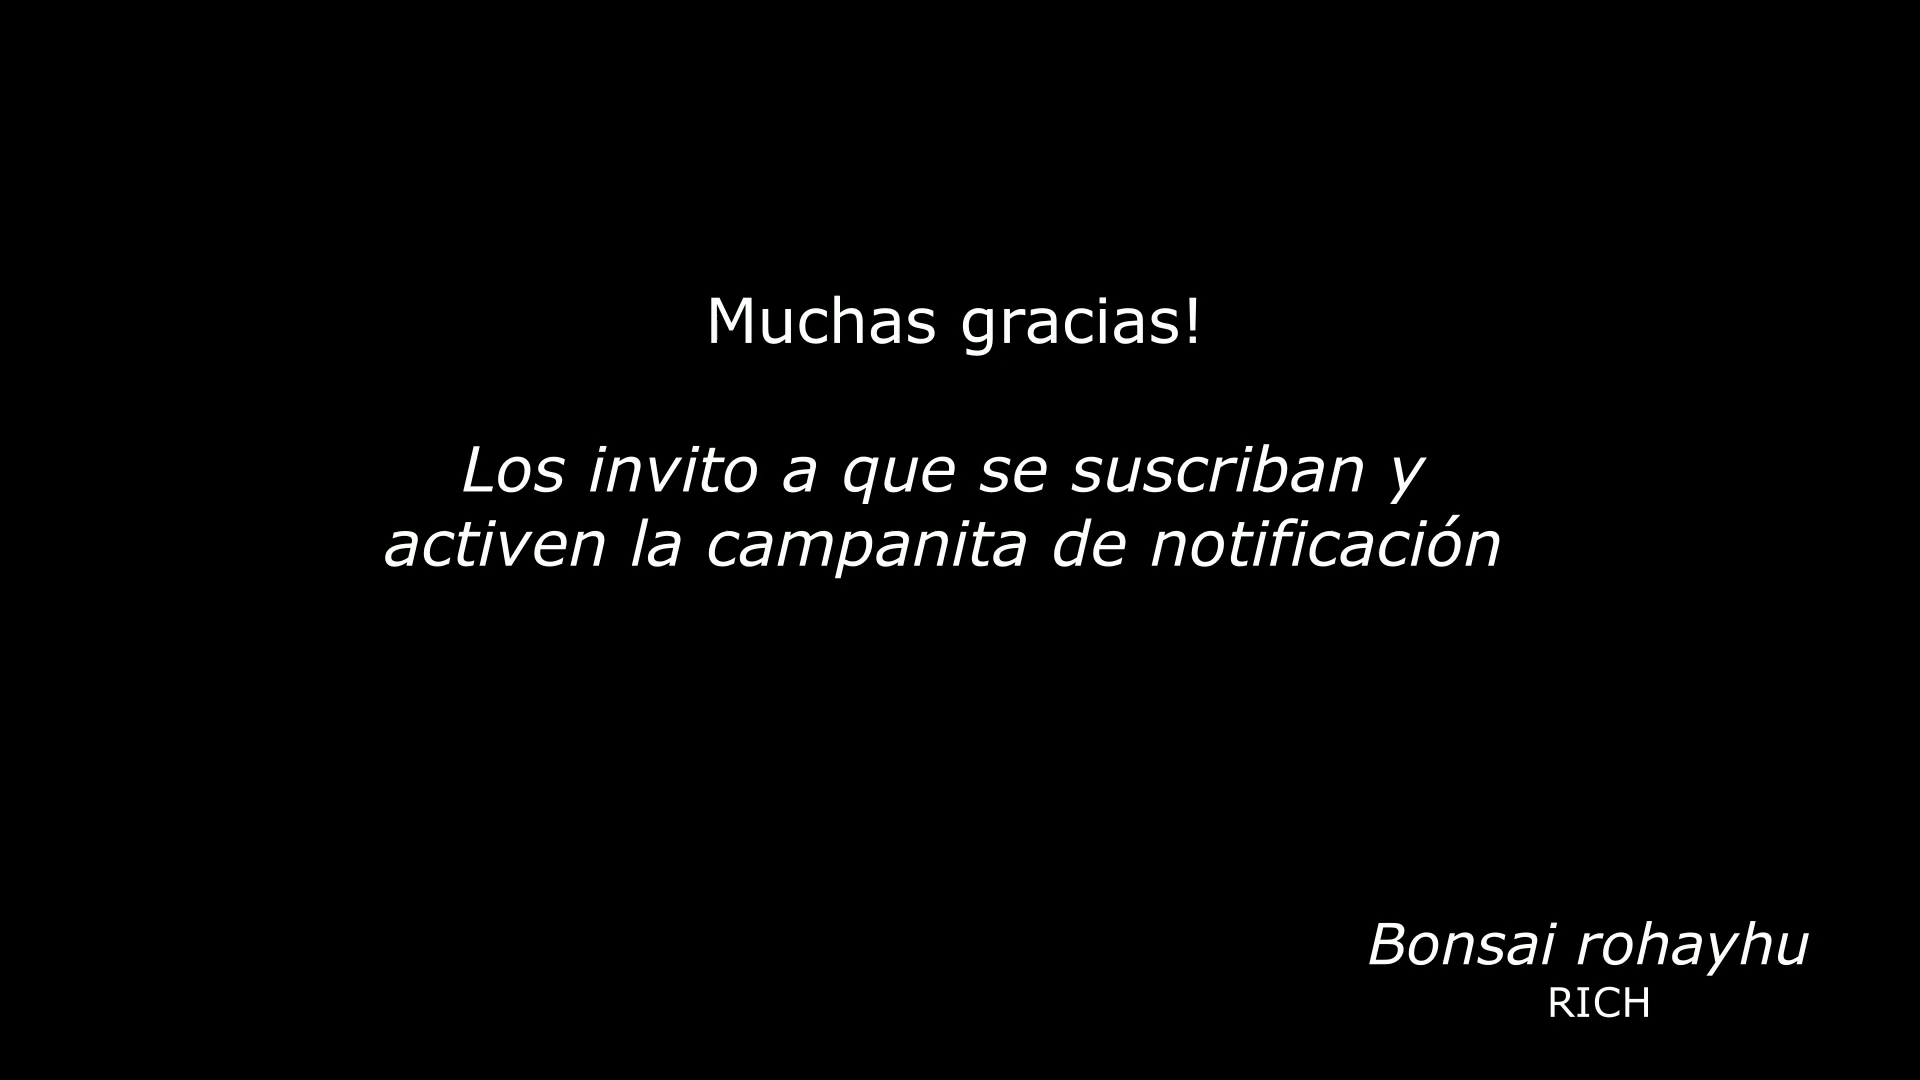 Muchas gracias!
Los invito a que se suscriban y
activen la campanita de notificación
Bonsai rohayhu
RICH